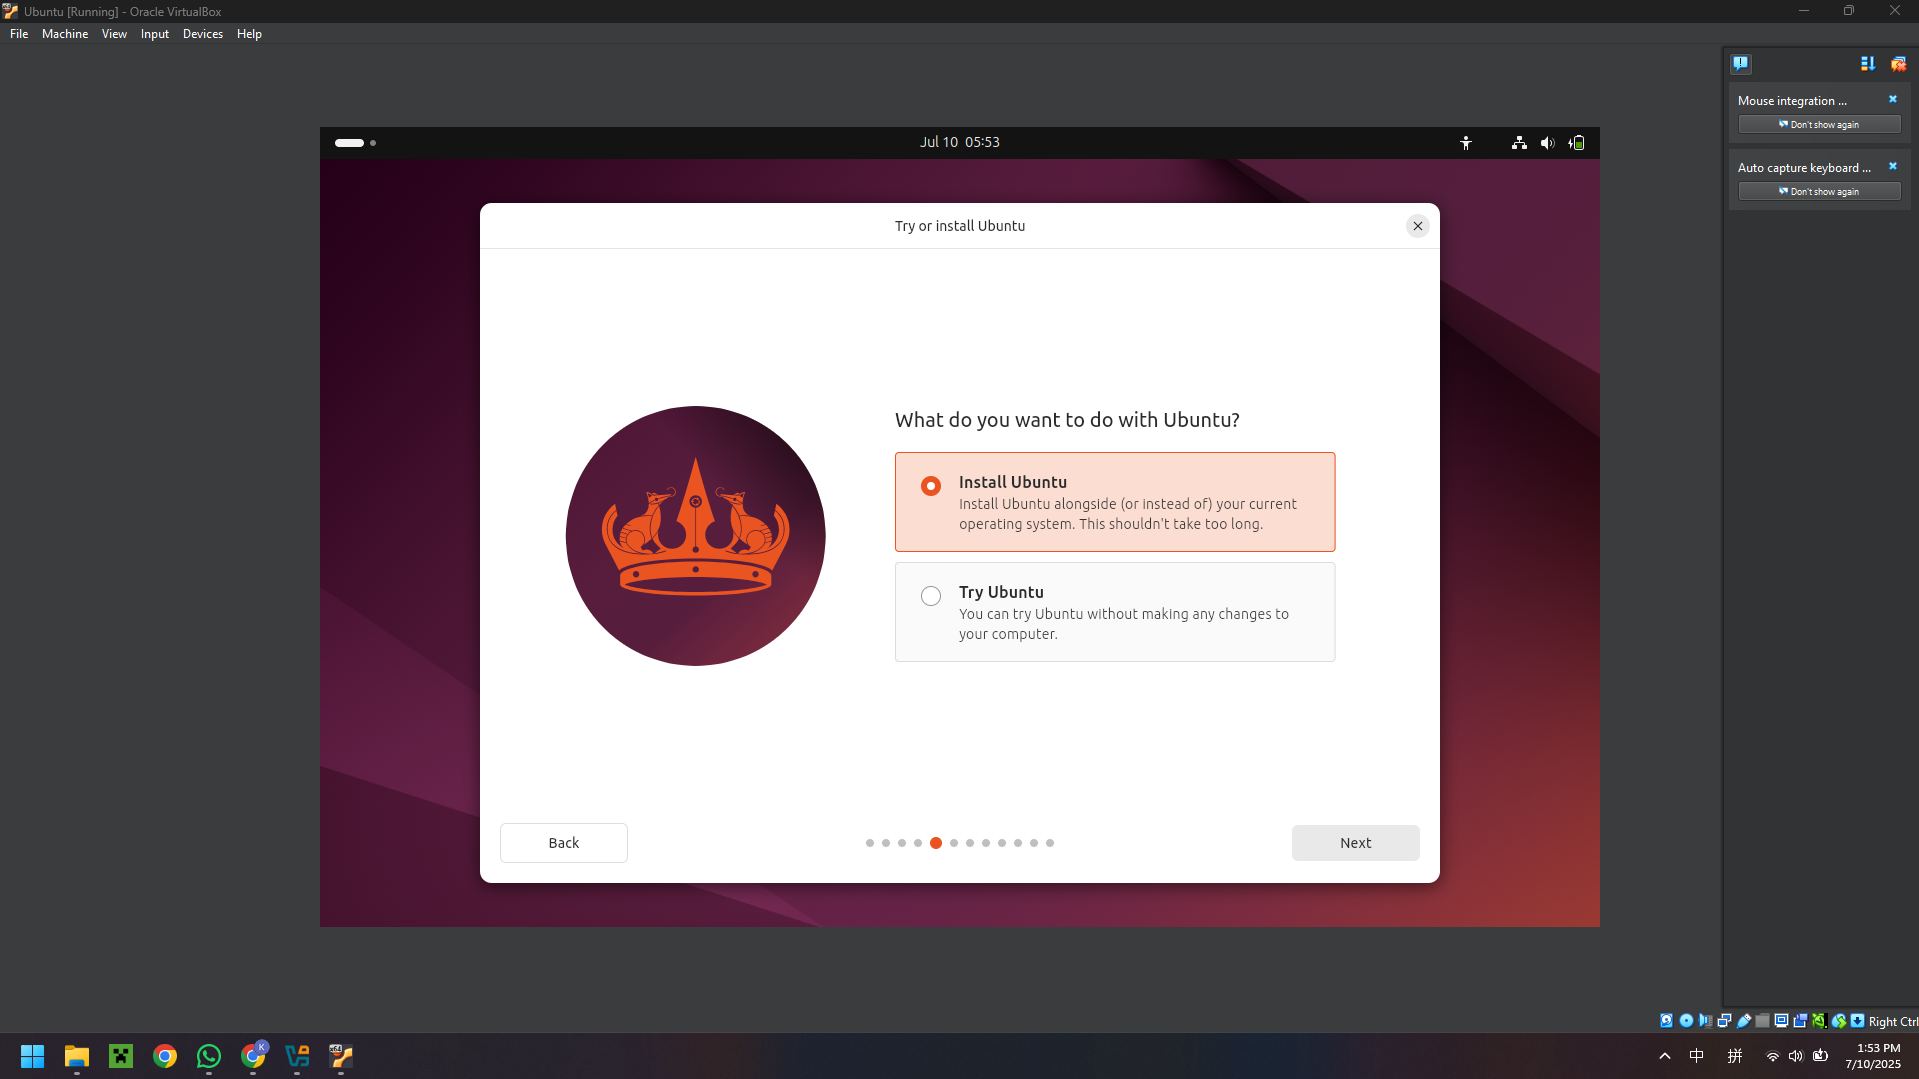 Ubuntu [Running] - Oracle VirtualBox
File Machine View Input Devices Help
Mouse integration ...
Don't show again
Auto capture keyboard ...
Don't show again
Jul 10 05:53
Try or install Ubuntu
What do you want to do with Ubuntu?
Install Ubuntu
Install Ubuntu alongside (or instead of) your current
operating system. This shouldn't take too long.
Try Ubuntu
You can try Ubuntu without making any changes to
your computer.
Back
Next
Right Ctrl
K
中
拼
1:53 PM
7/10/2025